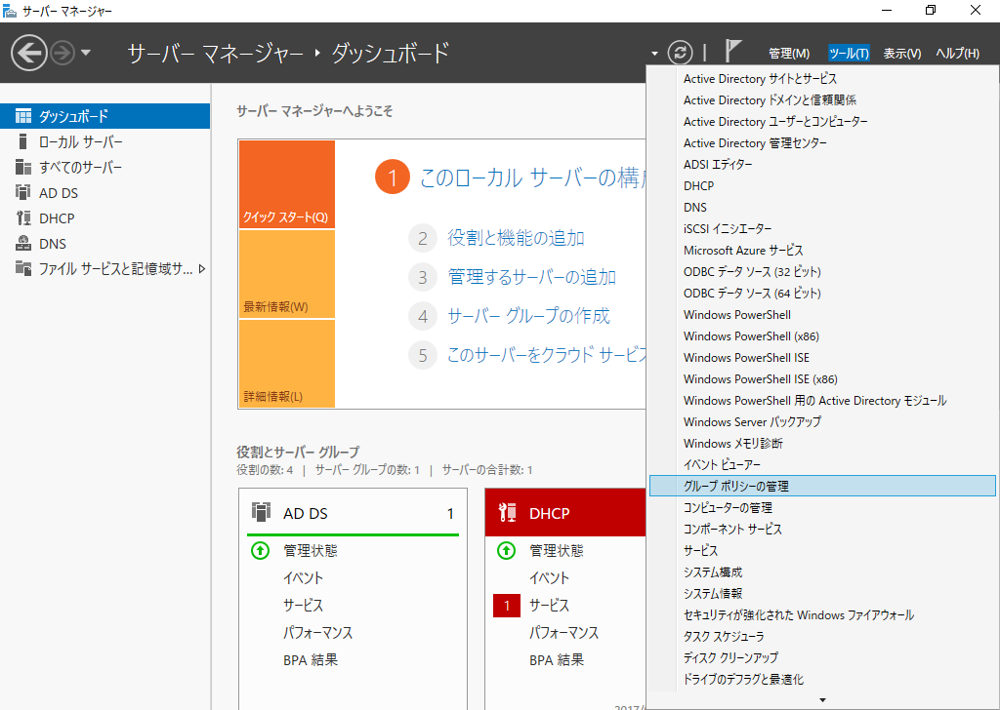 サーバー マネージャー
サーバー マネージャー ・ ダッシュボード
管理(M) ツール(T) 表示(V) ヘルプ(H)
ダッシュボード
ローカル サーバー
すべてのサーバー
AD DS
DHCP
DNS
ファイル サービスと記憶域サ...
サーバー マネージャーへようこそ
クイック スタート(Q)
最新情報(W)
詳細情報(L)
1 このローカル サーバーの構成
2 役割と機能の追加
3 管理するサーバーの追加
4 サーバー グループの作成
5 このサーバーをクラウド サービス
役割とサーバー グループ
役割の数: 4 | サーバー グループの数: 1 | サーバーの合計数: 1
AD DS 1
管理状態
イベント
サービス
パフォーマンス
BPA 結果
DHCP
管理状態
イベント
1 サービス
パフォーマンス
BPA 結果
Active Directory サイトとサービス
Active Directory ドメインと信頼関係
Active Directory ユーザーとコンピューター
Active Directory 管理センター
ADSI エディター
DHCP
DNS
iSCSI イニシエーター
Microsoft Azure サービス
ODBC データ ソース (32 ビット)
ODBC データ ソース (64 ビット)
Windows PowerShell
Windows PowerShell (x86)
Windows PowerShell ISE
Windows PowerShell ISE (x86)
Windows PowerShell 用の Active Directory モジュール
Windows Server バックアップ
Windows メモリ診断
イベント ビューアー
グループ ポリシーの管理
コンピューターの管理
コンポーネント サービス
サービス
システム構成
システム情報
セキュリティが強化された Windows ファイアウォール
タスク スケジューラ
ディスク クリーンアップ
ドライブのデフラグと最適化